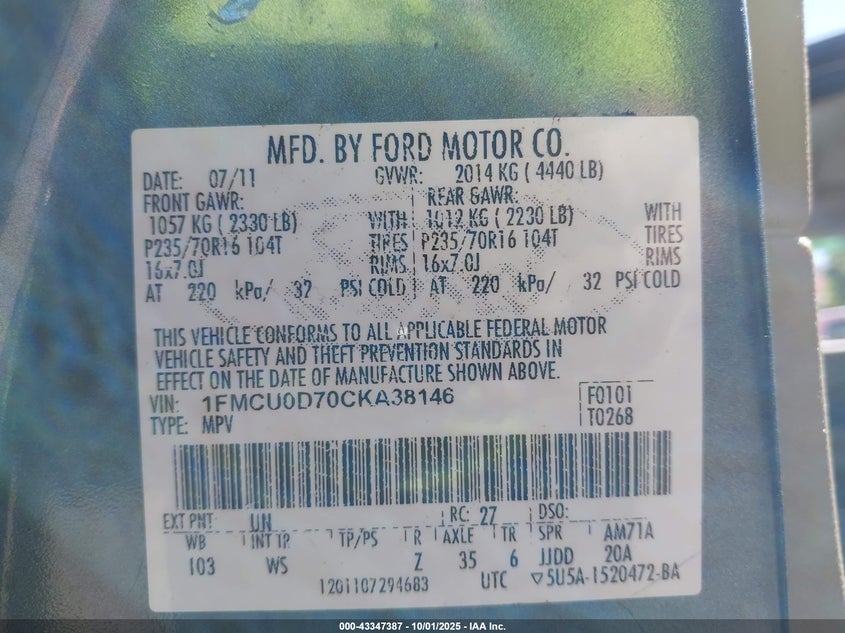 MFD. BY FORD MOTOR CO.
DATE: 07/11 GVWR: 2014 KG ( 4440 LB)
FRONT GAWR: REAR GAWR:
1057 KG ( 2330 LB) WITH 1012 KG ( 2230 LB) WITH
P235/70R16 104T TIRES P235/70R16 104T TIRES
16x7.0J RIMS 16x7.0J RIMS
AT 220 kPa/ 32 PSI COLD AT 220 kPa/ 32 PSI COLD
THIS VEHICLE CONFORMS TO ALL APPLICABLE FEDERAL MOTOR
VEHICLE SAFETY AND THEFT PREVENTION STANDARDS IN
EFFECT ON THE DATE OF MANUFACTURE SHOWN ABOVE.
VIN: 1FMCU0D70CKA38146 F0101
TYPE: MPV T0268
EXT PNT UN RC: 27 DSO:
WB INT TR TP/PS R AXLE TR SPR AM71A
103 WS Z 35 6 JJDD 20A
1201107294683 UTC ▽5U5A-1520472-BA
000-43347387 - 10/01/2025 - IAA Inc.